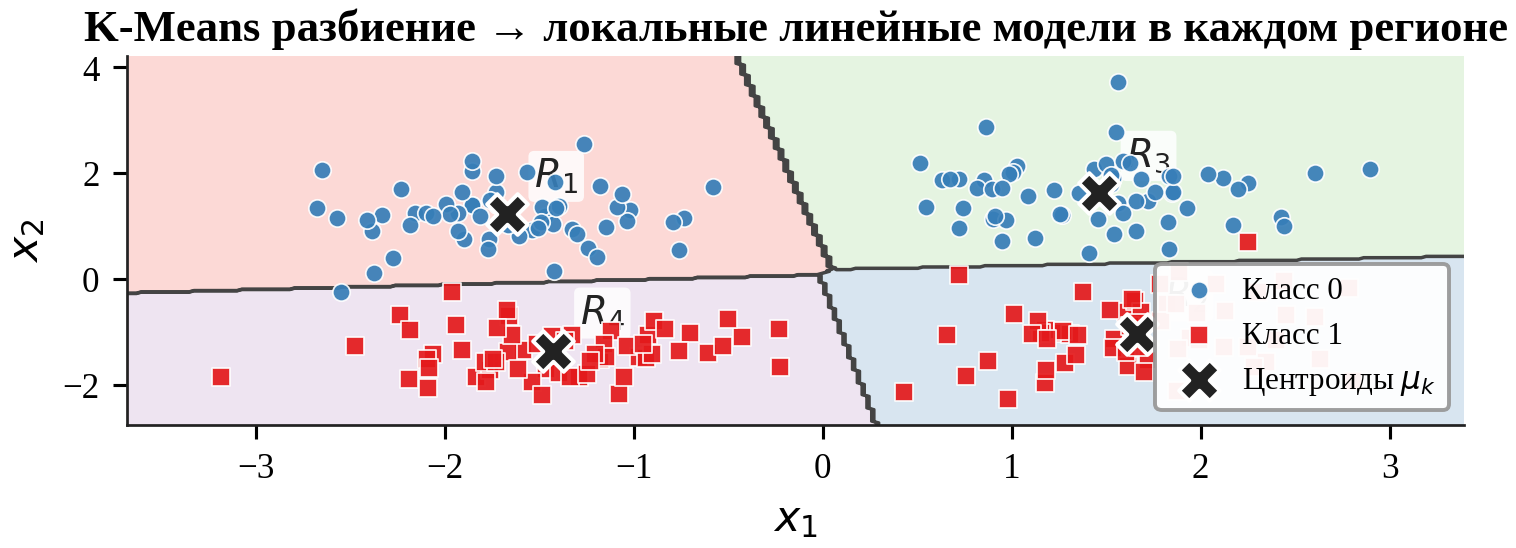 K-Means разбиение → локальные линейные модели в каждом регионе
4
2
0
−2
x₂
R₁
R₃
R₄
Класс 0
Класс 1
Центроиды μₖ
−3
−2
−1
0
1
2
3
x₁